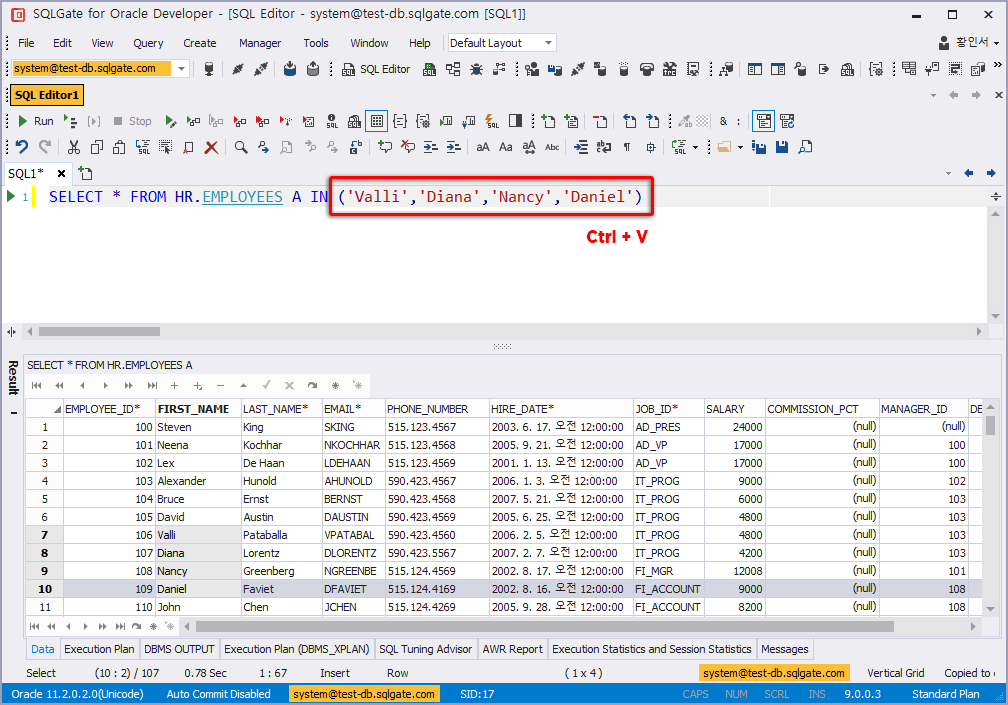 SQLGate for Oracle Developer - [SQL Editor - system@test-db.sqlgate.com [SQL1]]
File Edit View Query Create Manager Tools Window Help Default Layout 황인서
system@test-db.sqlgate.com SQL Editor
SQL Editor1
Run Stop
SQL1*
1 SELECT * FROM HR.EMPLOYEES A IN ('Valli','Diana','Nancy','Daniel')
Ctrl + V
Result
SELECT * FROM HR.EMPLOYEES A
EMPLOYEE_ID* FIRST_NAME LAST_NAME* EMAIL* PHONE_NUMBER HIRE_DATE* JOB_ID* SALARY COMMISSION_PCT MANAGER_ID DE
1 100 Steven King SKING 515.123.4567 2003. 6. 17. 오전 12:00:00 AD_PRES 24000 (null) (null)
2 101 Neena Kochhar NKOCHHAR 515.123.4568 2005. 9. 21. 오전 12:00:00 AD_VP 17000 (null) 100
3 102 Lex De Haan LDEHAAN 515.123.4569 2001. 1. 13. 오전 12:00:00 AD_VP 17000 (null) 100
4 103 Alexander Hunold AHUNOLD 590.423.4567 2006. 1. 3. 오전 12:00:00 IT_PROG 9000 (null) 102
5 104 Bruce Ernst BERNST 590.423.4568 2007. 5. 21. 오전 12:00:00 IT_PROG 6000 (null) 103
6 105 David Austin DAUSTIN 590.423.4569 2005. 6. 25. 오전 12:00:00 IT_PROG 4800 (null) 103
7 106 Valli Pataballa VPATABAL 590.423.4560 2006. 2. 5. 오전 12:00:00 IT_PROG 4800 (null) 103
8 107 Diana Lorentz DLORENTZ 590.423.5567 2007. 2. 7. 오전 12:00:00 IT_PROG 4200 (null) 103
9 108 Nancy Greenberg NGREENBE 515.124.4569 2002. 8. 17. 오전 12:00:00 FI_MGR 12008 (null) 101
10 109 Daniel Faviet DFAVIET 515.124.4169 2002. 8. 16. 오전 12:00:00 FI_ACCOUNT 9000 (null) 108
11 110 John Chen JCHEN 515.124.4269 2005. 9. 28. 오전 12:00:00 FI_ACCOUNT 8200 (null) 108
Data Execution Plan DBMS OUTPUT Execution Plan (DBMS_XPLAN) SQL Tuning Advisor AWR Report Execution Statistics and Session Statistics Messages
Select (10 : 2) / 107 0.78 Sec 1 : 67 Insert Row ( 1 x 4 ) system@test-db.sqlgate.com Vertical Grid Copied to
Oracle 11.2.0.2.0(Unicode) Auto Commit Disabled system@test-db.sqlgate.com SID:17 CAPS NUM SCRL INS 9.0.0.3 Standard Plan